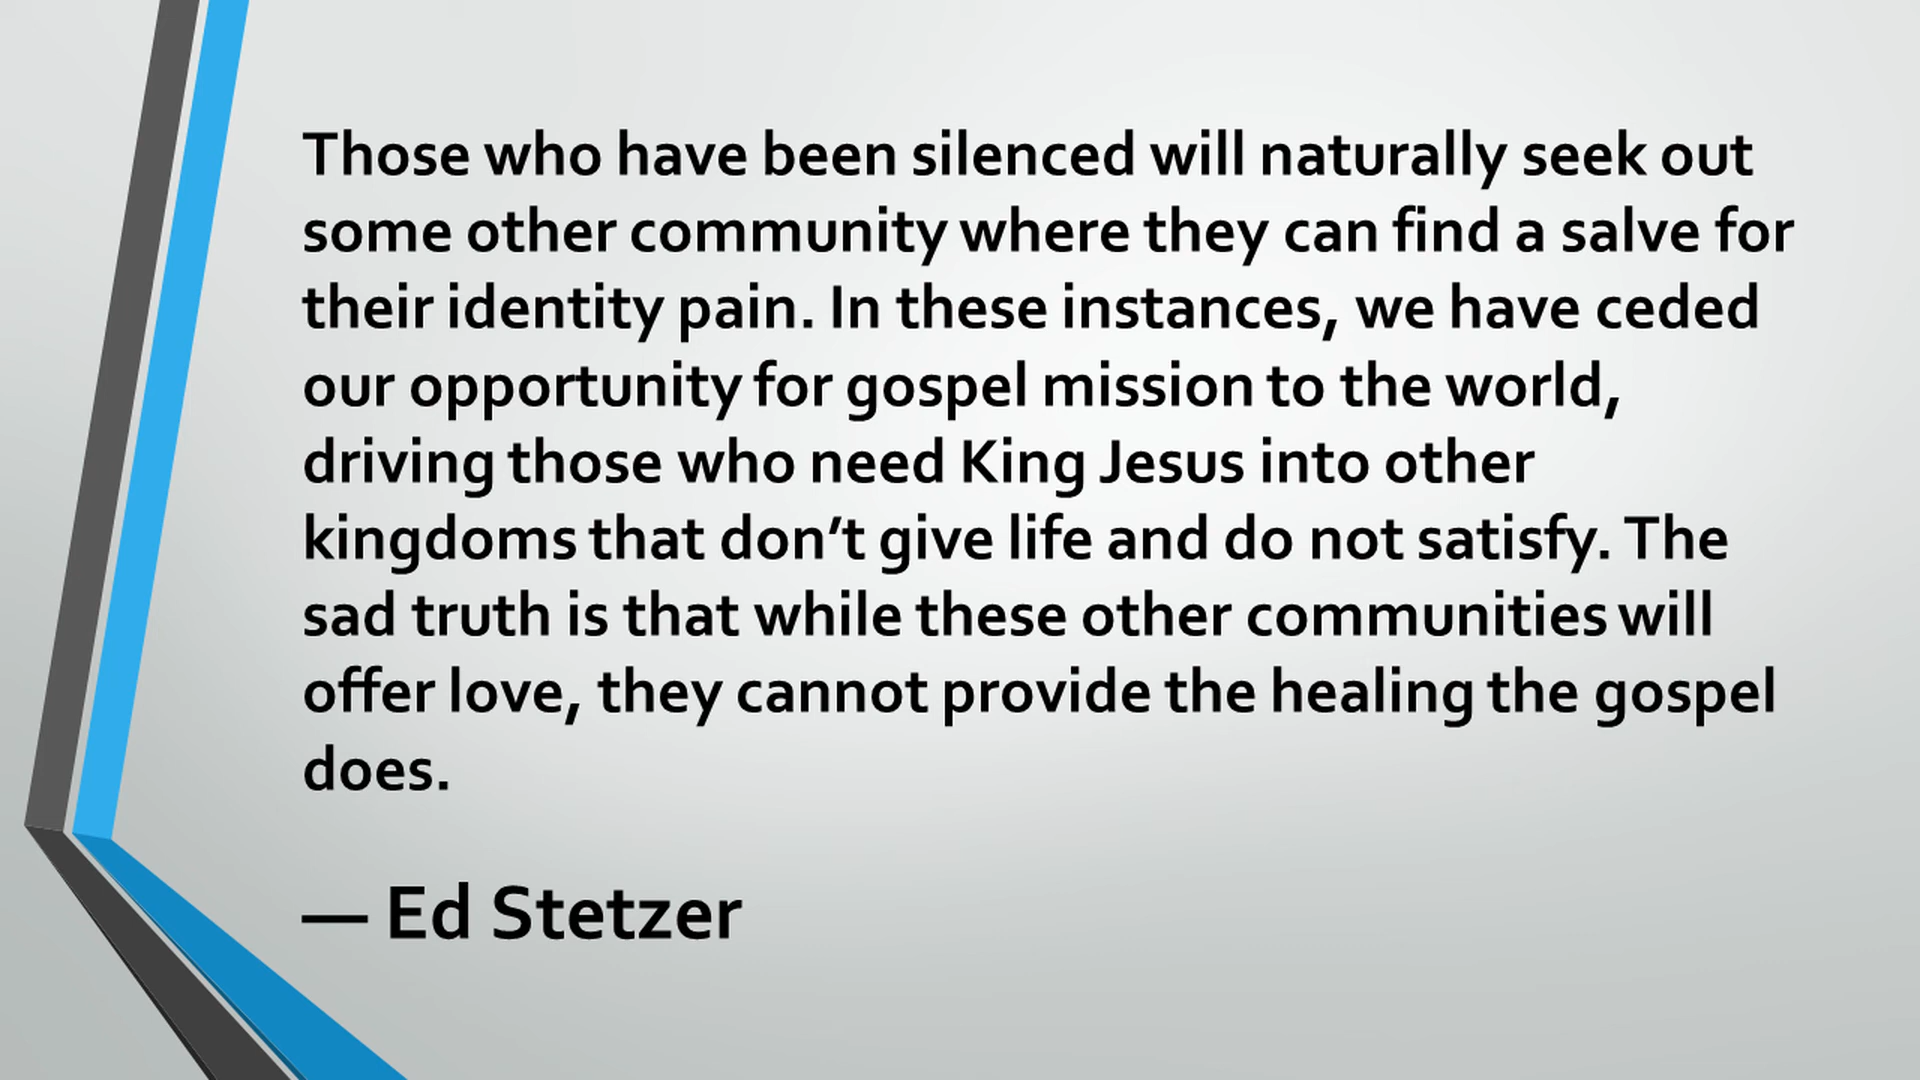 Those who have been silenced will naturally seek out
some other community where they can find a salve for
their identity pain. In these instances, we have ceded
our opportunity for gospel mission to the world,
driving those who need King Jesus into other
kingdoms that don’t give life and do not satisfy. The
sad truth is that while these other communities will
offer love, they cannot provide the healing the gospel
does.
— Ed Stetzer